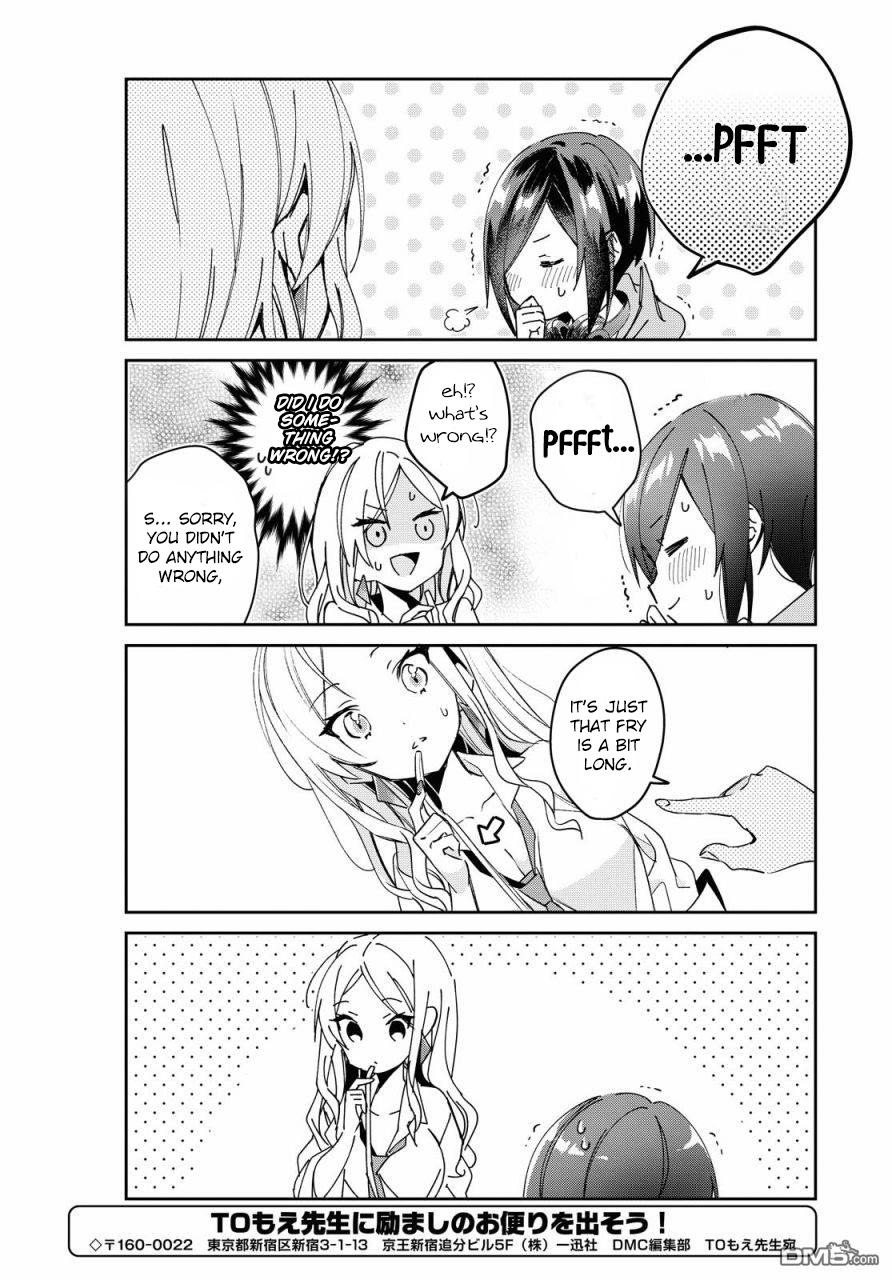 ...PFFT
PFFFt...
eh!?
what's
wrong!?
DID I DO
SOME-
THING
WRONG!?
S... SORRY,
YOU DIDN'T
DO ANYTHING
WRONG,
IT'S JUST
THAT FRY
IS A BIT
LONG.
TOもえ先生に励ましのお便りを出そう!
◇〒160-0022 東京都新宿区新宿3-1-13 京王新宿追分ビル5F(株)一迅社 DMC編集部 TOもえ先生宛
DM5.com